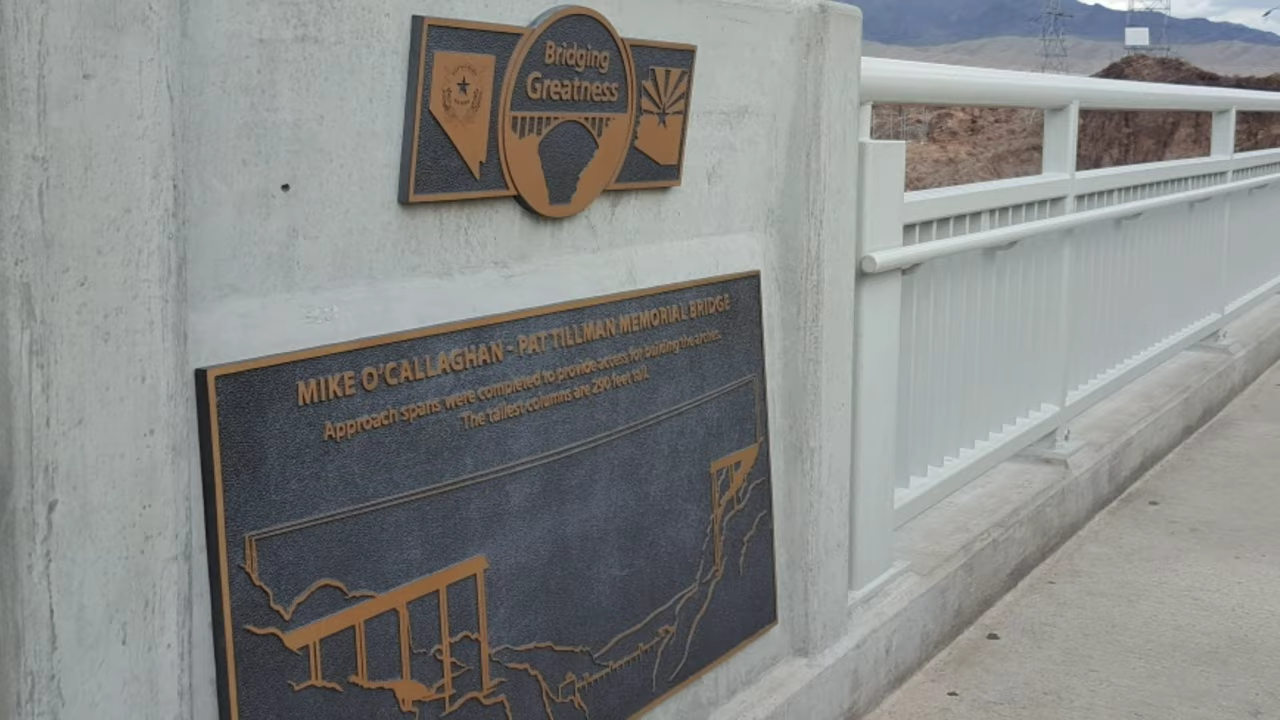 Bridging
Greatness
MIKE O'CALLAGHAN - PAT TILLMAN MEMORIAL BRIDGE
Approach spans were completed to provide access for building the arches.
The tallest columns are 290 feet tall.